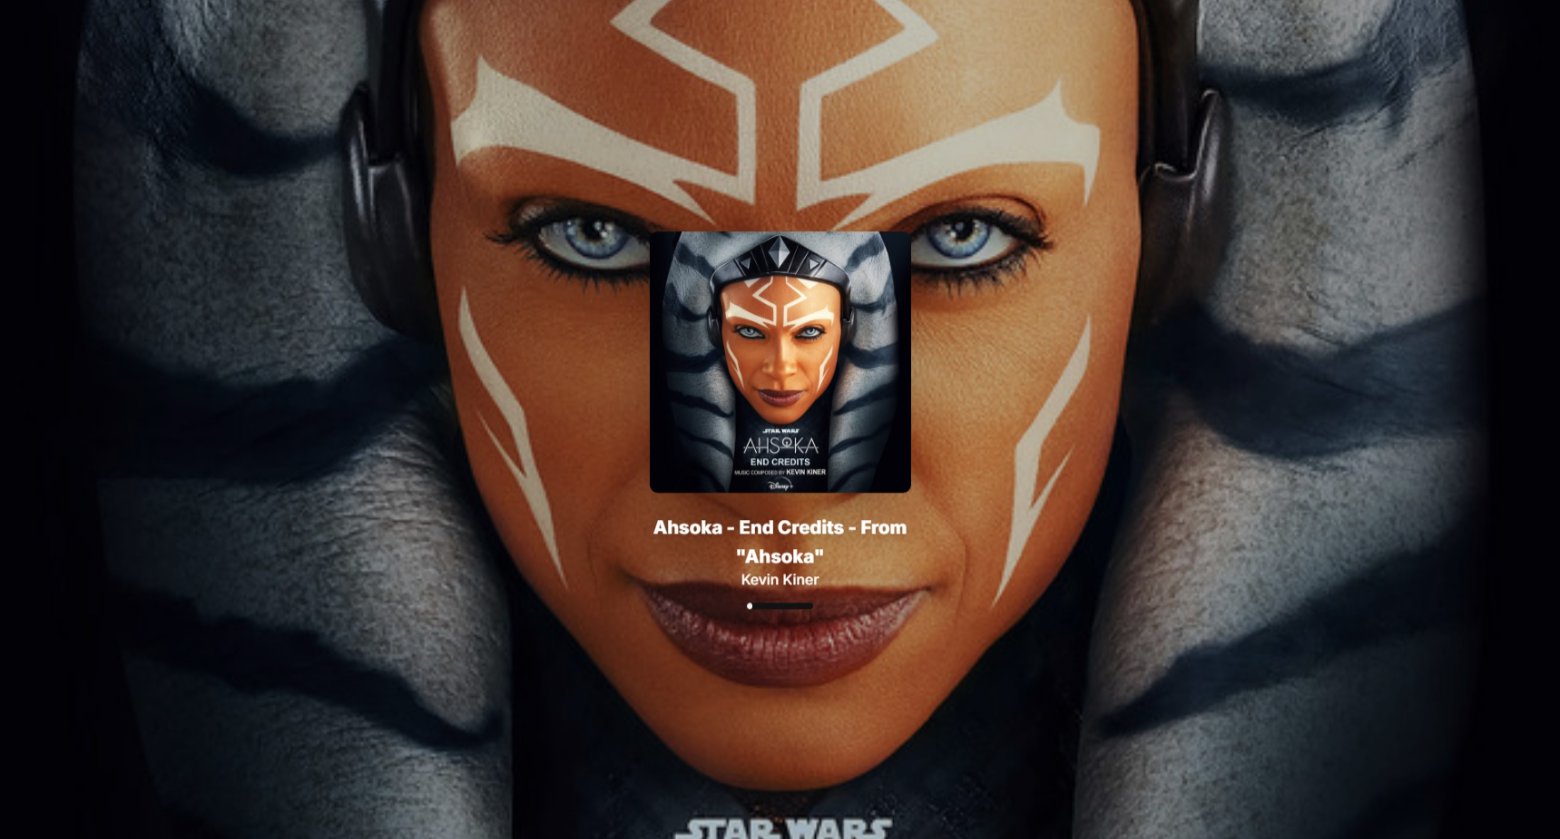 STAR WARS
AHSOKA
END CREDITS
MUSIC COMPOSED BY KEVIN KINER
Disney+
Ahsoka - End Credits - From
"Ahsoka"
Kevin Kiner
STAR WARS